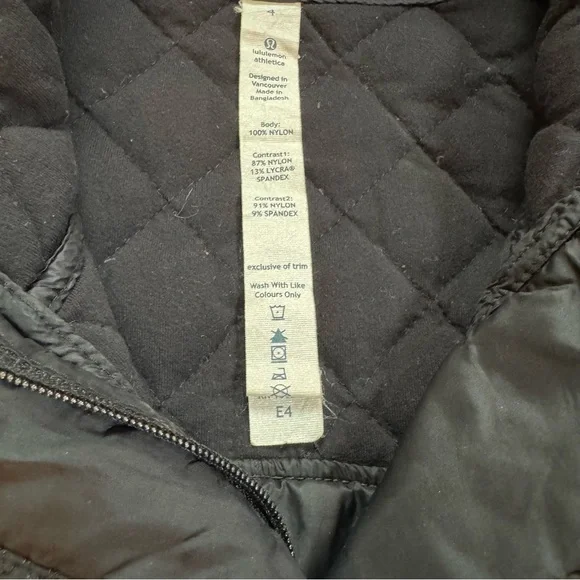 4
lululemon
athletica
Designed in
Vancouver
Made in
Bangladesh
Body:
100% NYLON
Contrast1:
87% NYLON
13% LYCRA®
SPANDEX
Contrast2:
91% NYLON
9% SPANDEX
exclusive of trim
Wash With Like
Colours Only
E4